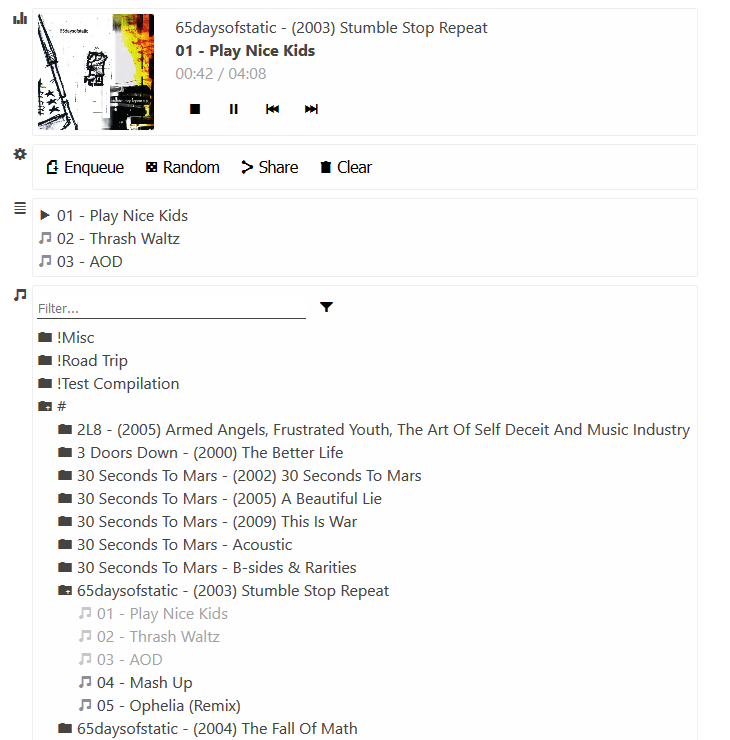 65daysofstatic
65daysofstatic - (2003) Stumble Stop Repeat
01 - Play Nice Kids
00:42 / 04:08
Enqueue Random Share Clear
01 - Play Nice Kids
02 - Thrash Waltz
03 - AOD
Filter...
!Misc
!Road Trip
!Test Compilation
#
2L8 - (2005) Armed Angels, Frustrated Youth, The Art Of Self Deceit And Music Industry
3 Doors Down - (2000) The Better Life
30 Seconds To Mars - (2002) 30 Seconds To Mars
30 Seconds To Mars - (2005) A Beautiful Lie
30 Seconds To Mars - (2009) This Is War
30 Seconds To Mars - Acoustic
30 Seconds To Mars - B-sides & Rarities
65daysofstatic - (2003) Stumble Stop Repeat
01 - Play Nice Kids
02 - Thrash Waltz
03 - AOD
04 - Mash Up
05 - Ophelia (Remix)
65daysofstatic - (2004) The Fall Of Math